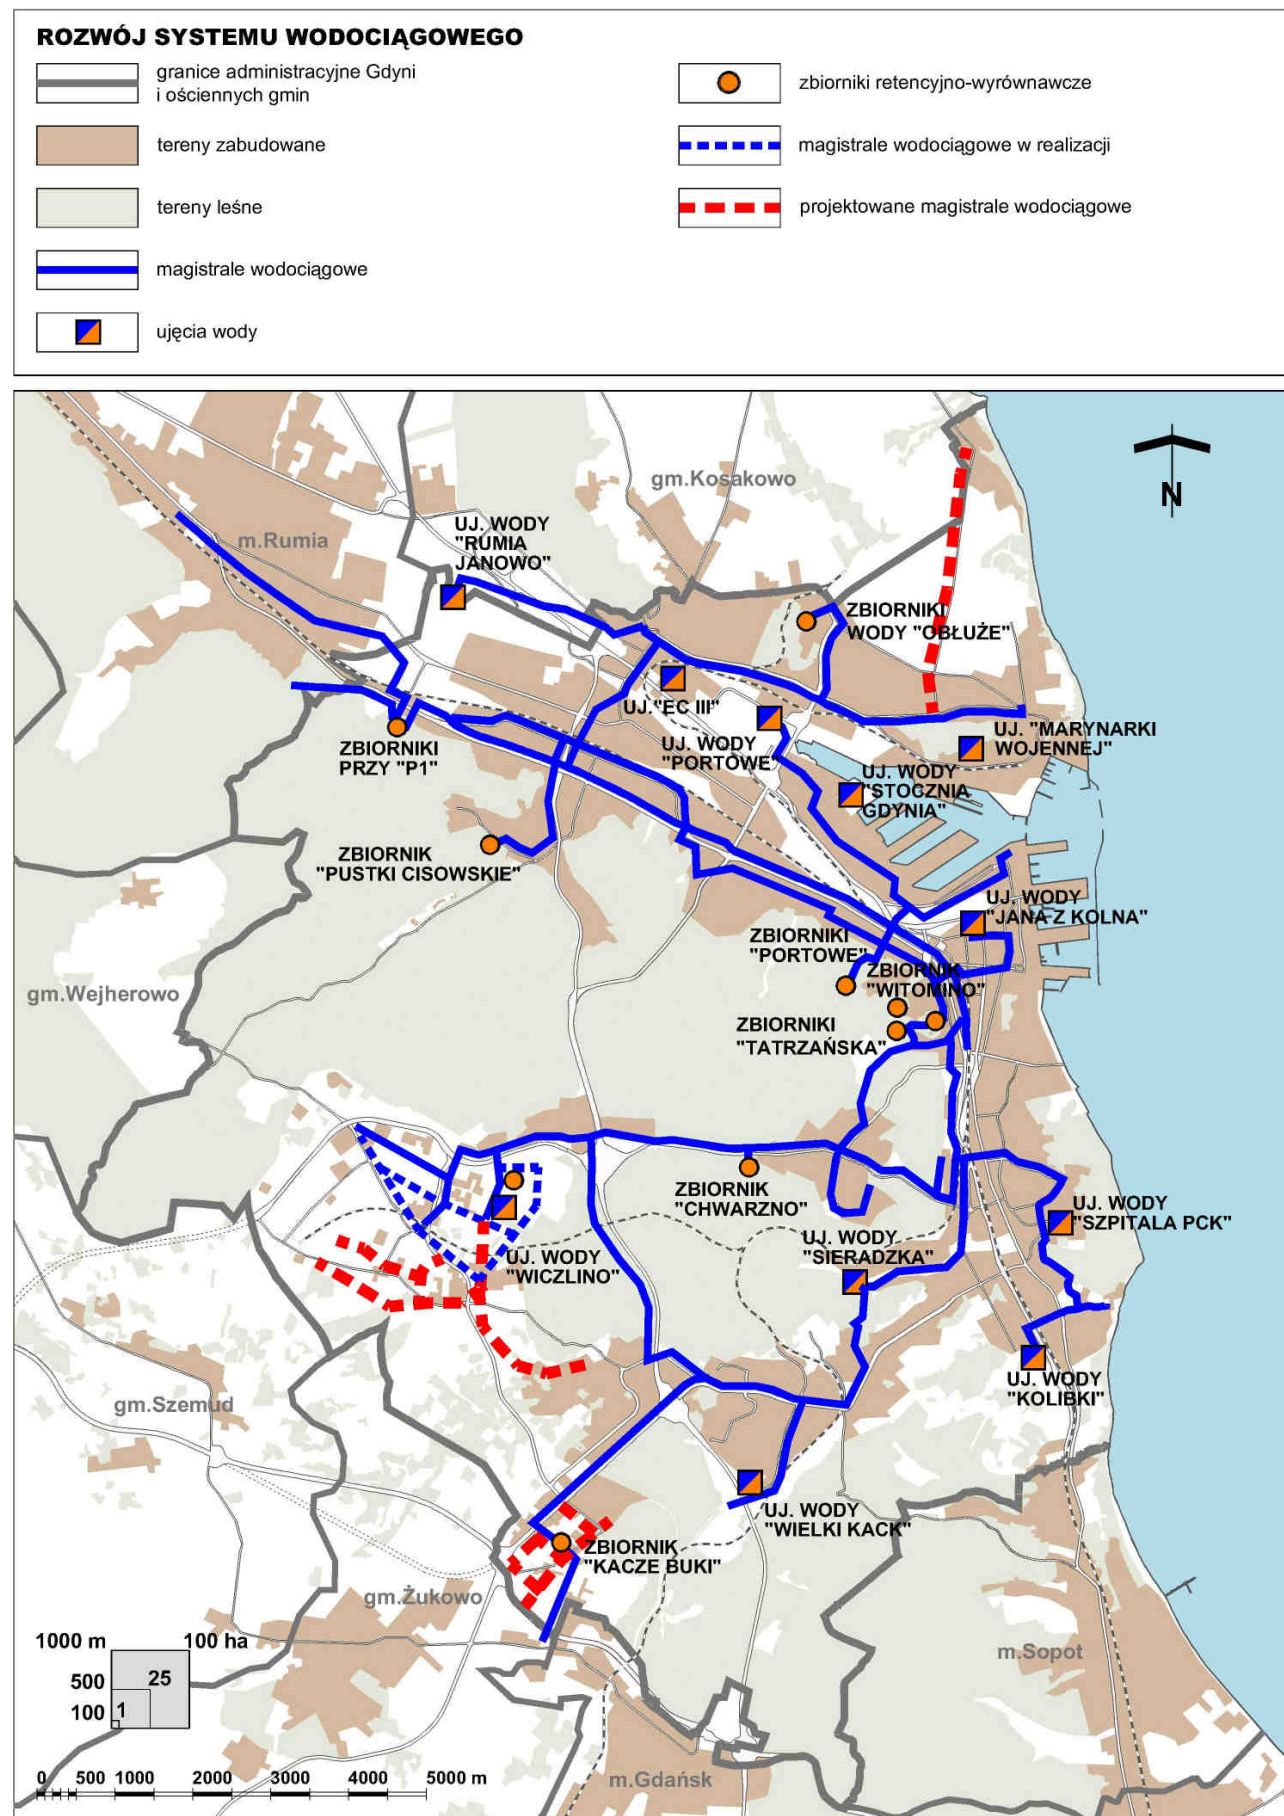 ROZWÓJ SYSTEMU WODOCIĄGOWEGO
granice administracyjne Gdyni
i ościennych gmin
tereny zabudowane
tereny leśne
magistrale wodociągowe
ujęcia wody
zbiorniki retencyjno-wyrównawcze
magistrale wodociągowe w realizacji
projektowane magistrale wodociągowe
gm.Kosakowo
N
m.Rumia
UJ. WODY
"RUMIA
JANOWO"
ZBIORNIKI
WODY "OBŁUŻE"
UJ."EC III"
UJ. WODY
"PORTOWE"
UJ. "MARYNARKI
WOJENNEJ"
ZBIORNIKI
PRZY "P1"
UJ. WODY
"STOCZNIA
GDYNIA"
ZBIORNIK
"PUSTKI CISOWSKIE"
UJ. WODY
"JANA Z KOLNA"
ZBIORNIKI
"PORTOWE"
ZBIORNIK
"WITOMINO"
gm.Wejherowo
ZBIORNIKI
"TATRZAŃSKA"
ZBIORNIK
"CHWARZNO"
UJ. WODY
"SZPITALA PCK"
UJ. WODY
"SIERADZKA"
UJ. WODY
"WICZLINO"
UJ. WODY
"KOLIBKI"
gm.Szemud
UJ. WODY
"WIELKI KACK"
ZBIORNIK
"KACZE BUKI"
gm.Żukowo
m.Sopot
m.Gdańsk
1000 m 100 ha
500 25
100 1
0 500 1000 2000 3000 4000 5000 m